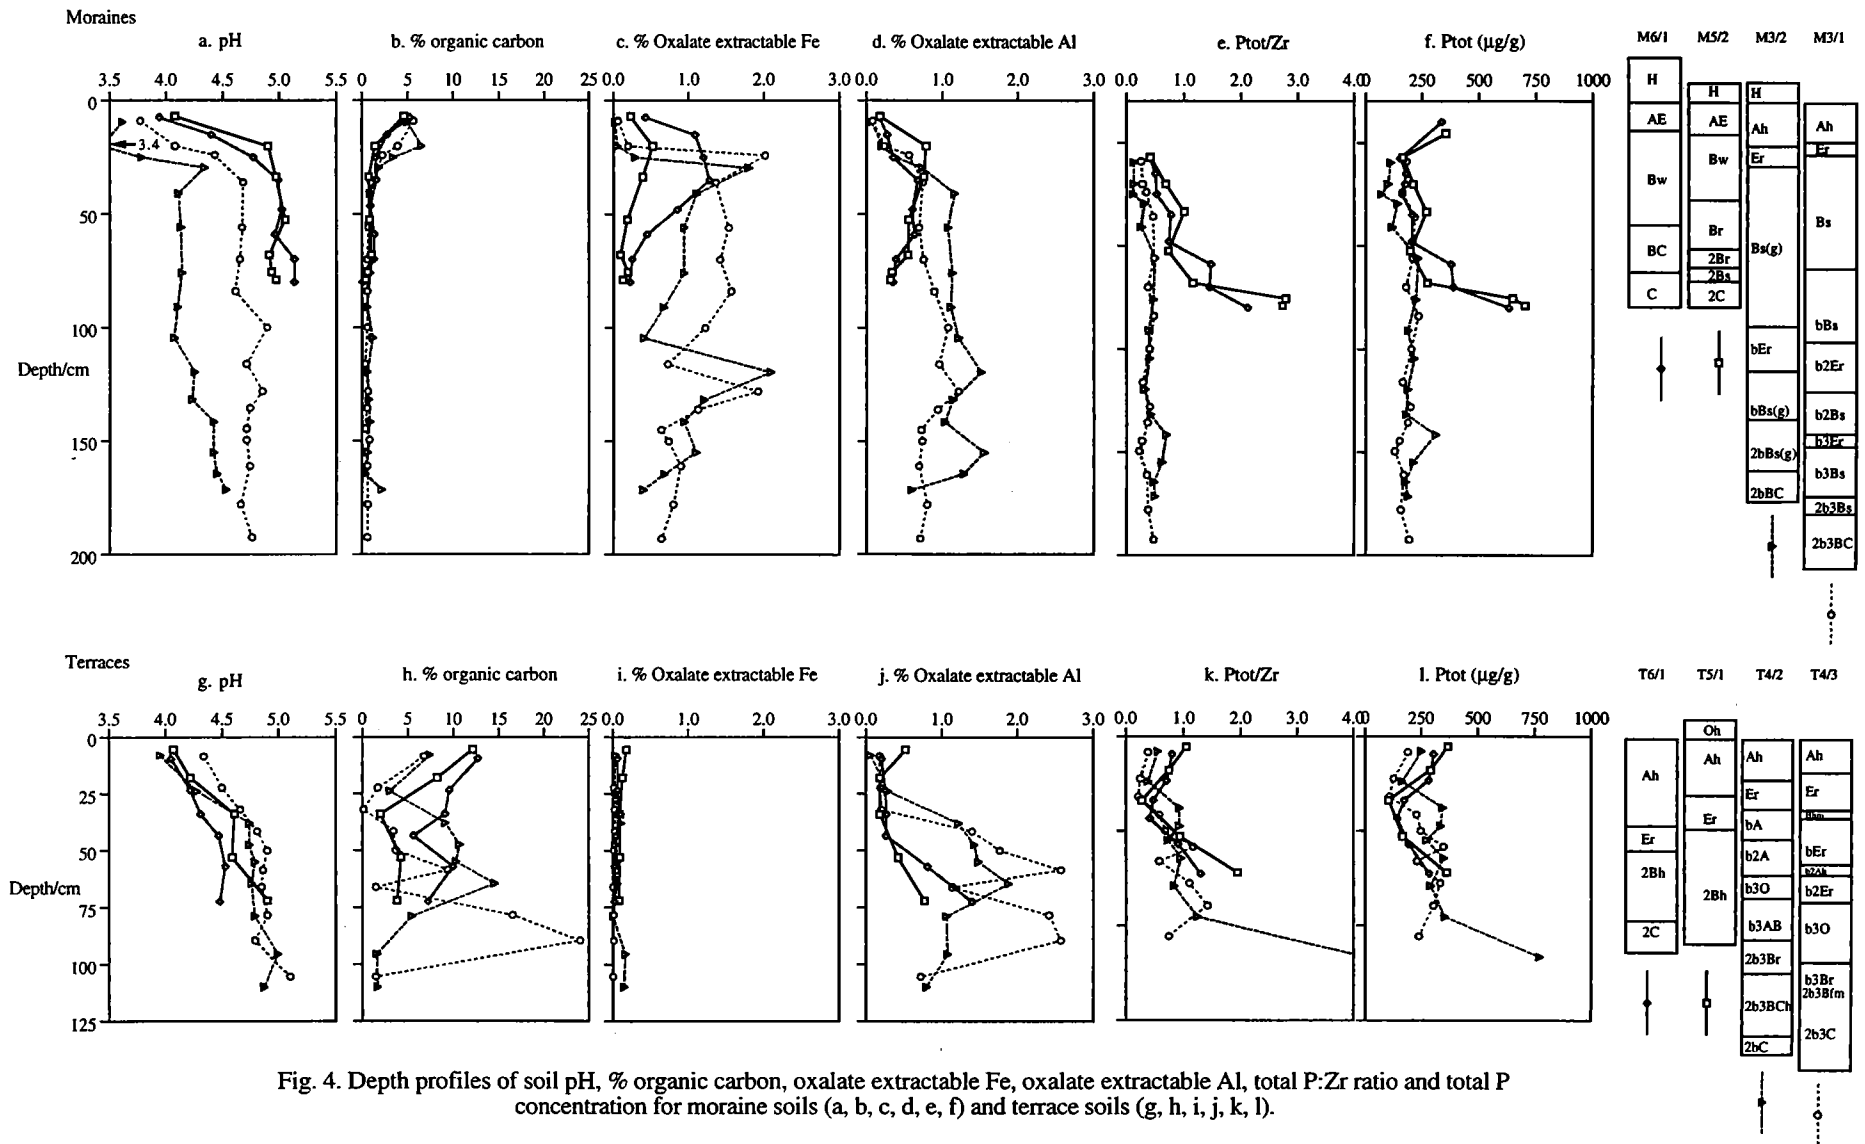 Moraines
a. pH
b. % organic carbon
c. % Oxalate extractable Fe
d. % Oxalate extractable Al
e. Ptot/Zr
f. Ptot (µg/g)
M6/1 M5/2 M3/2 M3/1
3.5 4.0 4.5 5.0 5.5
0 5 10 15 20 25
0.0 1.0 2.0 3.0
0.0 1.0 2.0 3.0
0.0 1.0 2.0 3.0 4.0
250 500 750 1000
0
50
100
Depth/cm
150
200
3.4
H
AE
Bw
BC
C
H
AE
Bw
Br
2Br
2Bs
2C
H
Ah
Er
Bs(g)
bEr
bBs(g)
2bBs(g)
2bBC
Ah
Er
Bs
bBs
b2Er
b2Bs
b3Er
b3Bs
2b3Bs
2b3BC
Terraces
g. pH
h. % organic carbon
i. % Oxalate extractable Fe
j. % Oxalate extractable Al
k. Ptot/Zr
l. Ptot (µg/g)
T6/1 T5/1 T4/2 T4/3
3.5 4.0 4.5 5.0 5.5
0 5 10 15 20 25
0.0 1.0 2.0 3.0
0.0 1.0 2.0 3.0
0.0 1.0 2.0 3.0 4.0
250 500 750 1000
0
25
50
Depth/cm
75
100
125
Ah
Er
2Bh
2C
Oh
Ah
Er
2Bh
Ah
Er
bA
b2A
b3O
b3AB
2b3Br
2b3BCh
2bC
Ah
Er
bEr
b2Ah
b2Er
b3O
b3Br
2b3Bfm
2b3C
Fig. 4. Depth profiles of soil pH, % organic carbon, oxalate extractable Fe, oxalate extractable Al, total P:Zr ratio and total P
concentration for moraine soils (a, b, c, d, e, f) and terrace soils (g, h, i, j, k, l).